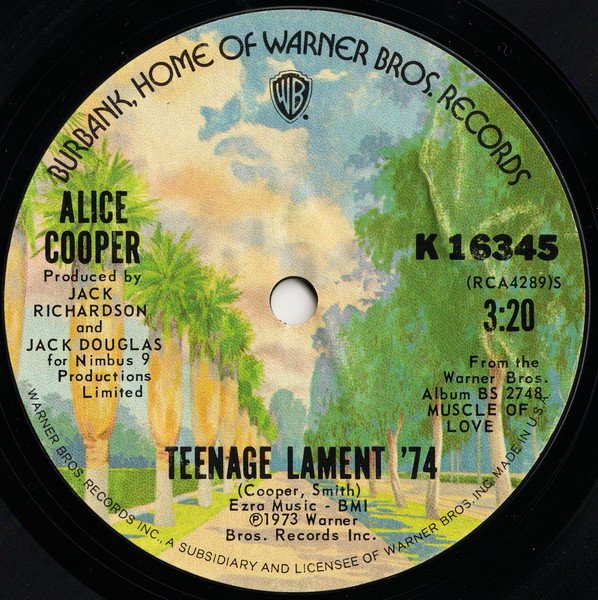 BURBANK, HOME OF WARNER BROS. RECORDS
WB
ALICE
COOPER
Produced by
JACK
RICHARDSON
and
JACK DOUGLAS
for Nimbus 9
Productions
Limited
K 16345
(RCA4289)S
3:20
From the
Warner Bros.
Album BS 2748
MUSCLE OF
LOVE
TEENAGE LAMENT '74
(Cooper, Smith)
Ezra Music - BMI
℗1973 Warner
Bros. Records Inc.
WARNER BROS. RECORDS INC., A SUBSIDIARY AND LICENSEE OF WARNER BROS. INC. MADE IN U.S.A.